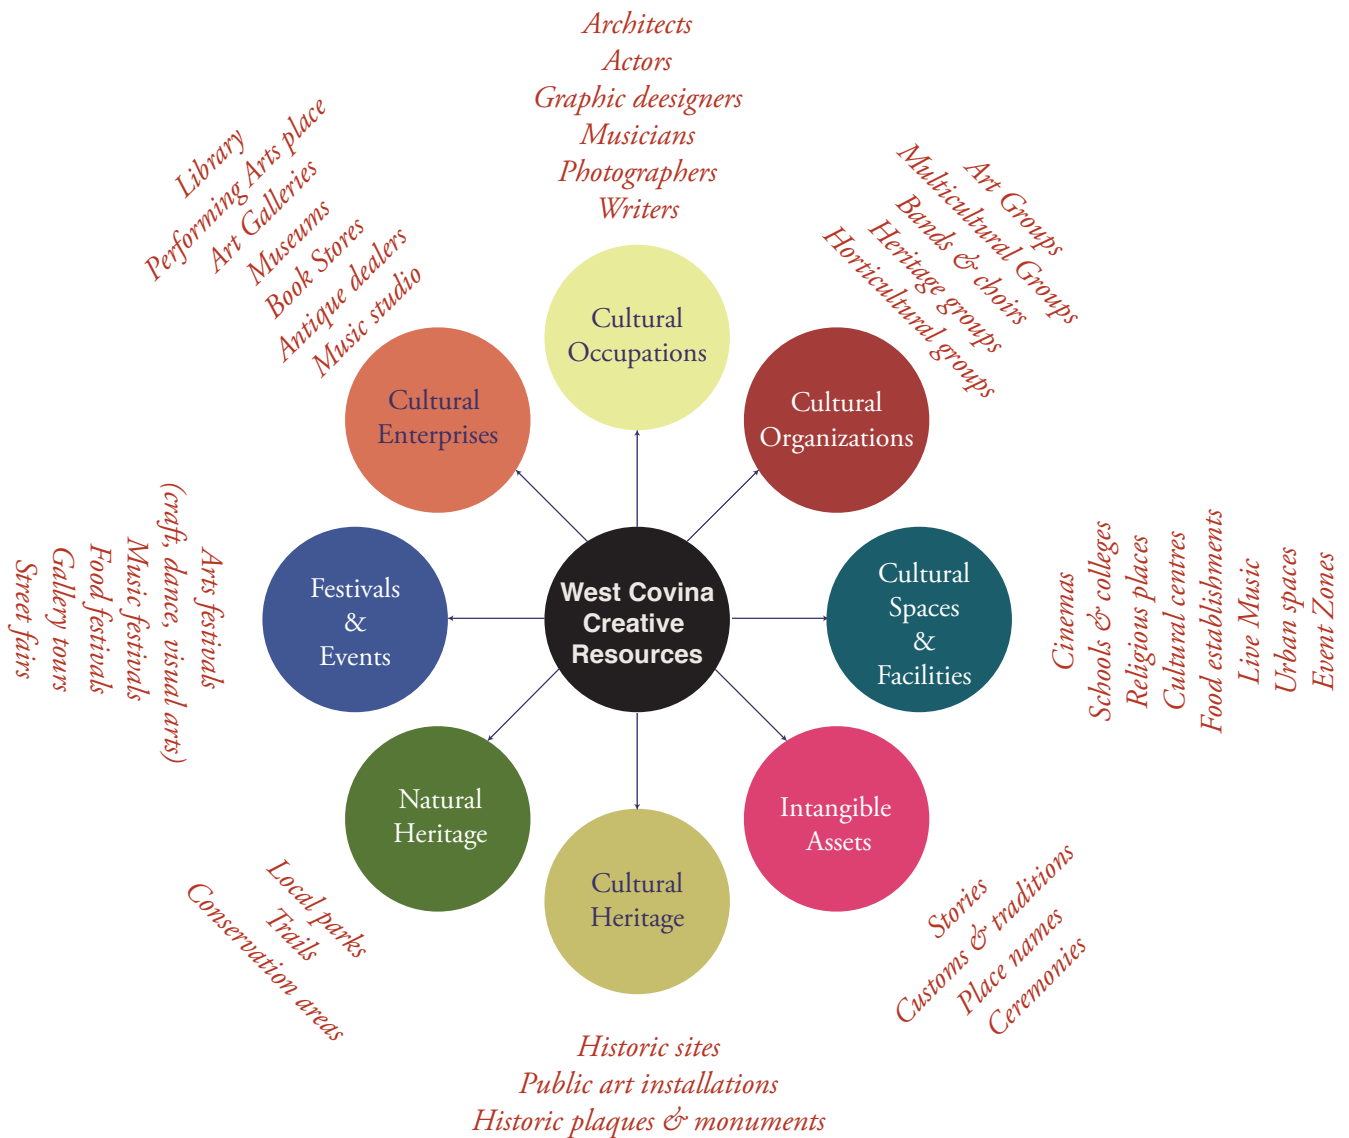 Architects
Actors
Graphic deesigners
Musicians
Photographers
Writers
Cultural
Occupations
Art Groups
Multicultural Groups
Bands & choirs
Heritage groups
Horticultural groups
Cultural
Organizations
Cinemas
Schools & colleges
Religious places
Cultural centres
Food establishments
Live Music
Urban spaces
Event Zones
Cultural
Spaces
&
Facilities
Stories
Customs & traditions
Place names
Ceremonies
Intangible
Assets
Cultural
Heritage
Historic sites
Public art installations
Historic plaques & monuments
Natural
Heritage
Local parks
Trails
Conservation areas
Festivals
&
Events
Arts festivals
(craft, dance, visual arts)
Music festivals
Food festivals
Gallery tours
Street fairs
Library
Performing Arts place
Art Galleries
Museums
Book Stores
Antique dealers
Music studio
Cultural
Enterprises
West Covina
Creative
Resources